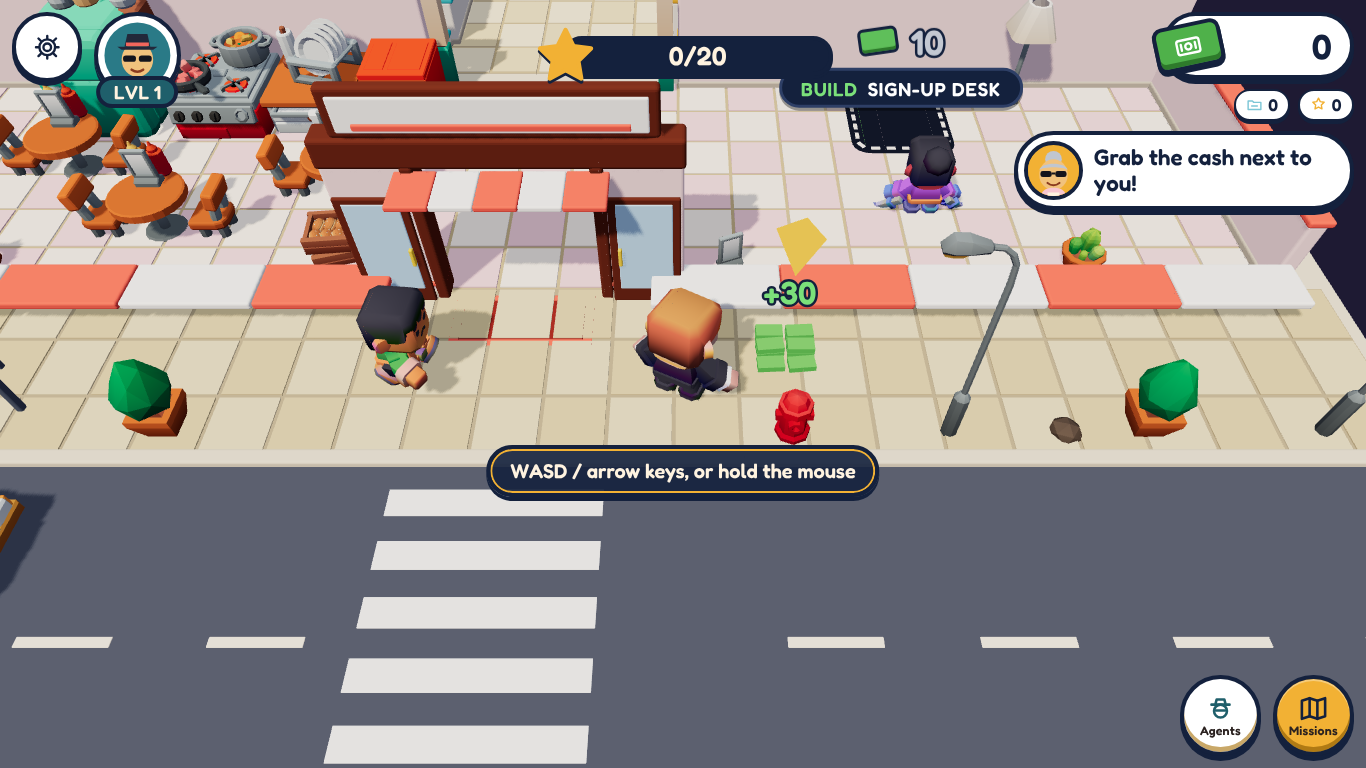 LVL 1
0/20
10
BUILD SIGN-UP DESK
0
0
0
Grab the cash next to
you!
+30
WASD / arrow keys, or hold the mouse
Agents
Missions